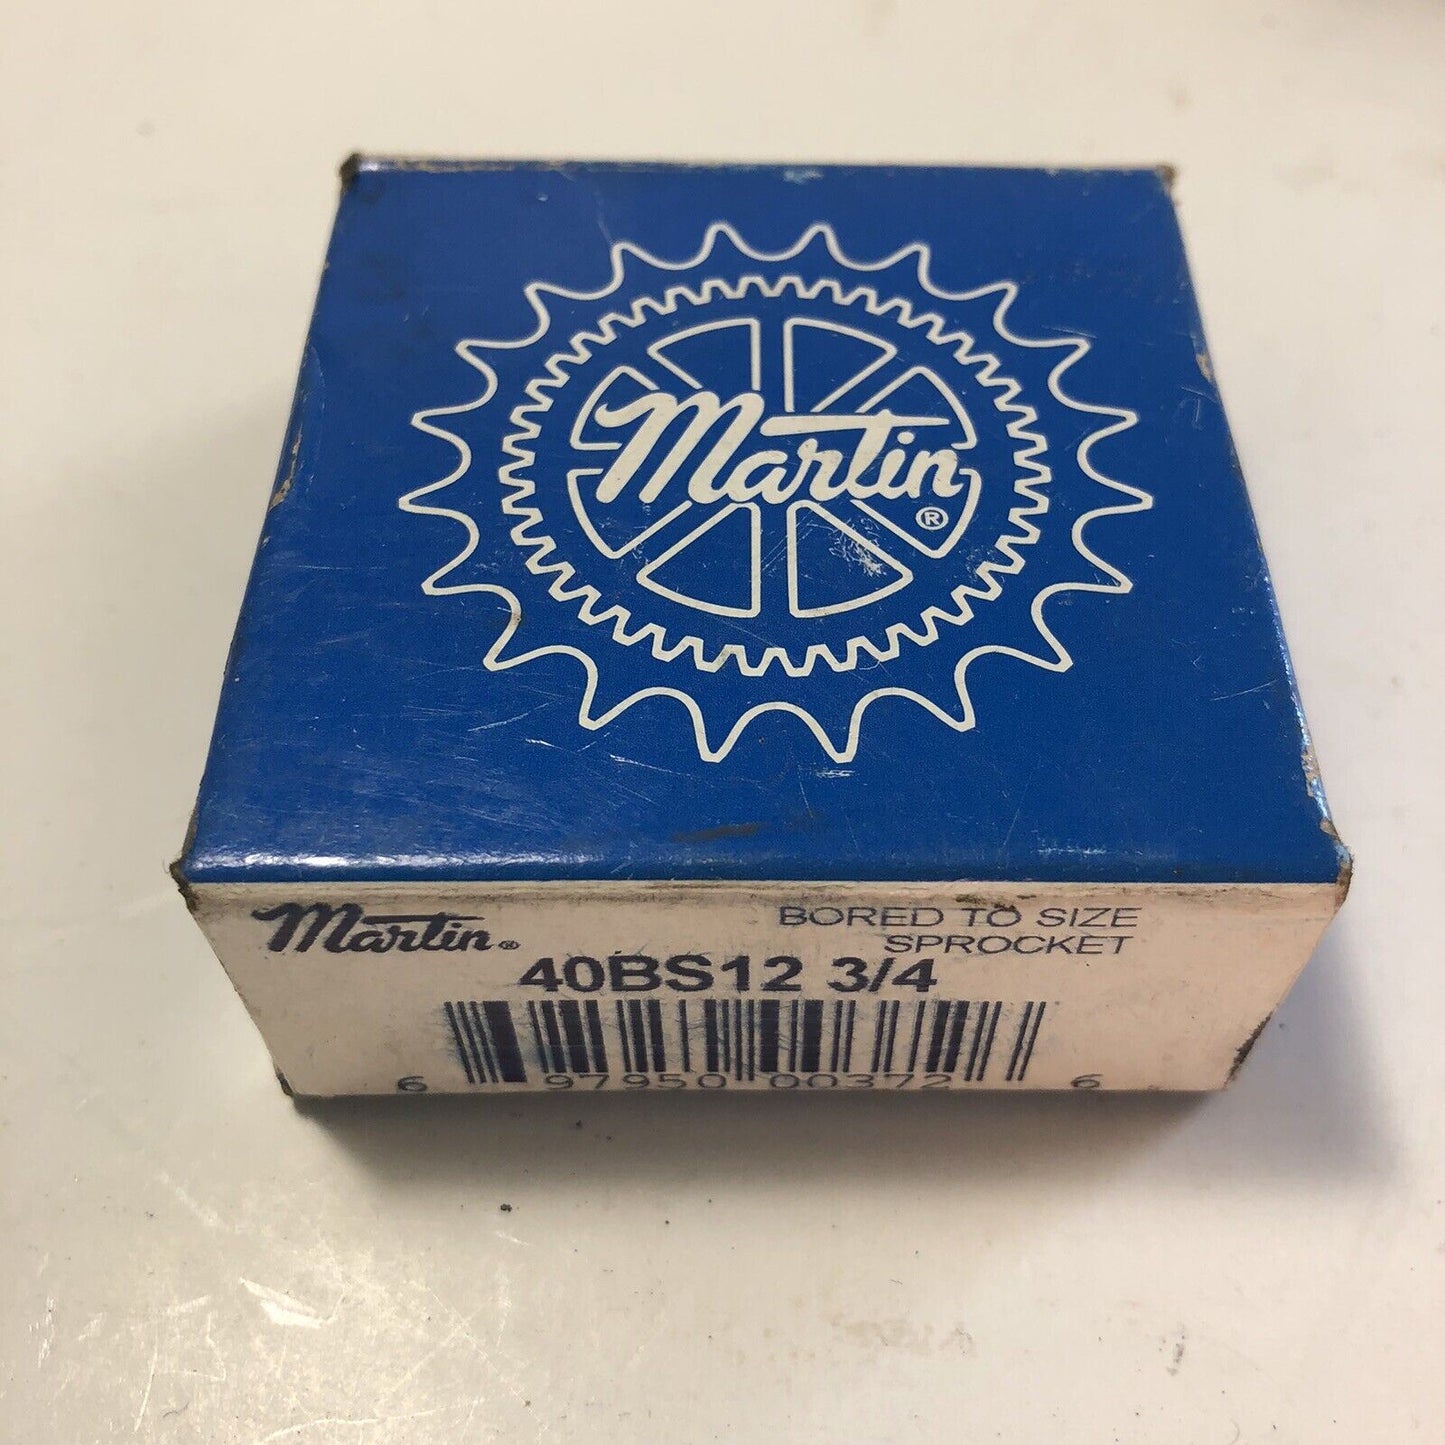 Martin®
Martin®
BORED TO SIZE
SPROCKET
40BS12 3/4
6 97950 00372 6